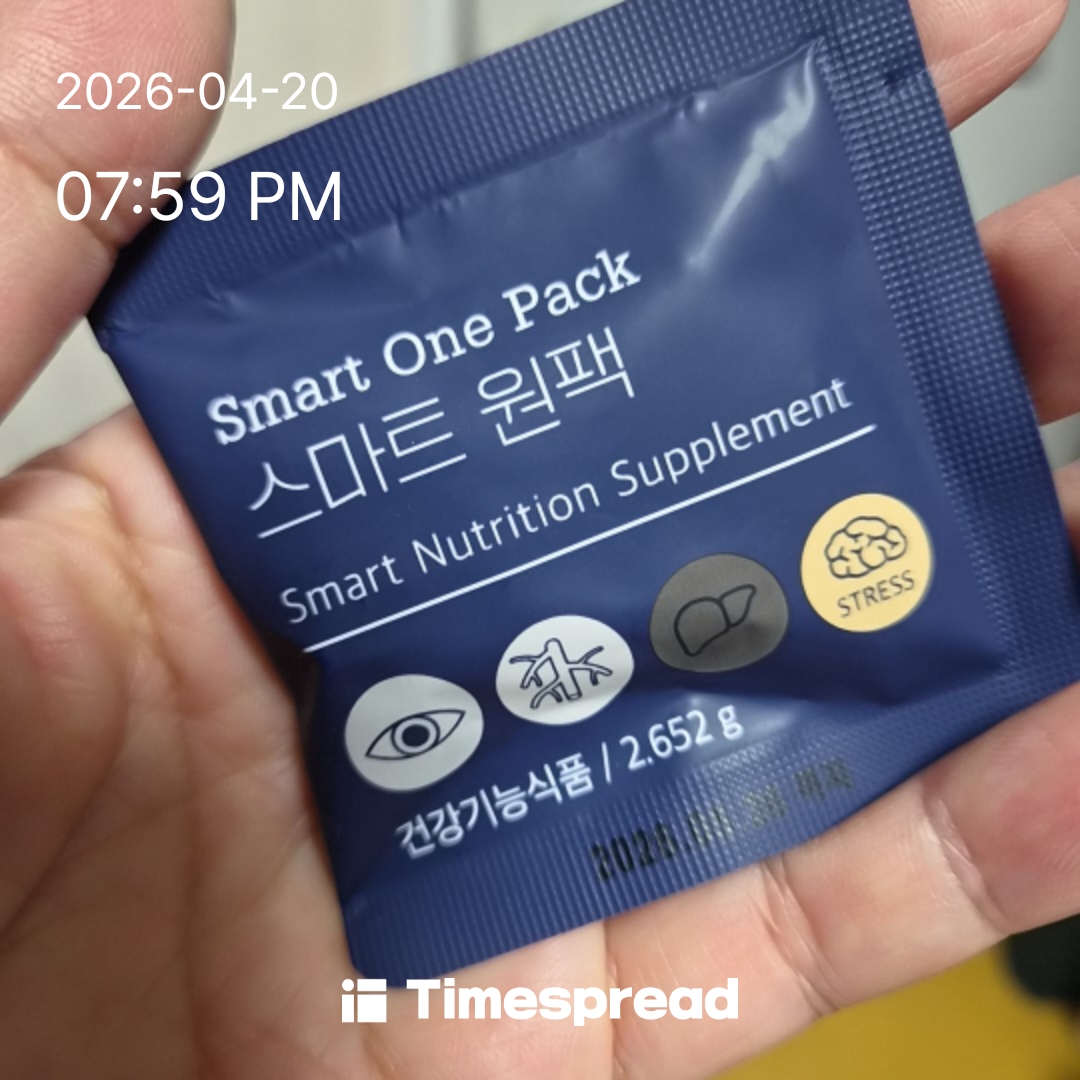 2026-04-20
07:59 PM
Smart One Pack
스마트 원팩
Smart Nutrition Supplement
STRESS
건강기능식품 / 2.652 g
Timespread